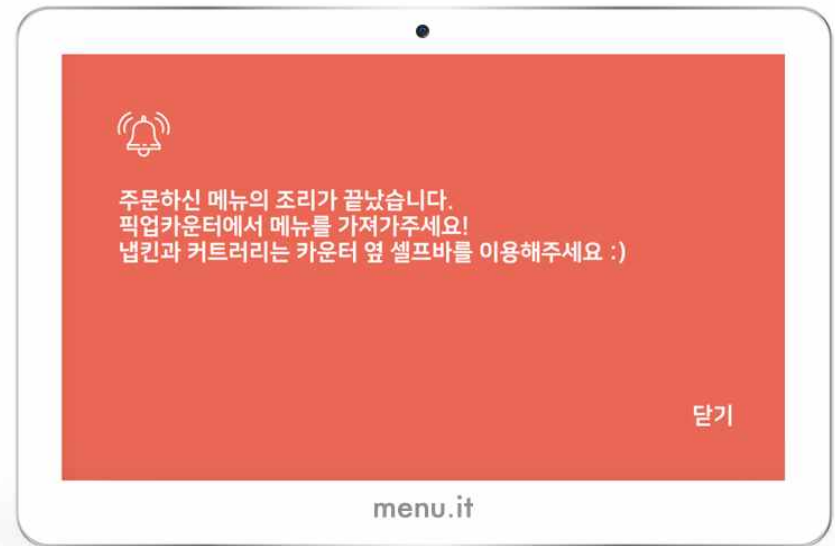 주문하신 메뉴의 조리가 끝났습니다.
픽업카운터에서 메뉴를 가져가주세요!
냅킨과 커트러리는 카운터 옆 셀프바를 이용해주세요 :)
닫기
menu.it